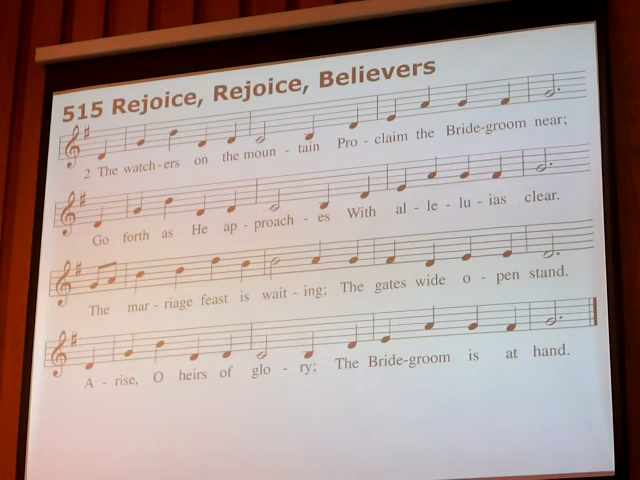 515 Rejoice, Rejoice, Believers
2 The watch-ers on the moun - tain Pro - claim the Bride-groom near;
Go forth as He ap - proach - es With al - le - lu - ias clear.
The mar - riage feast is wait - ing; The gates wide o - pen stand.
A - rise, O heirs of glo - ry; The Bride-groom is at hand.